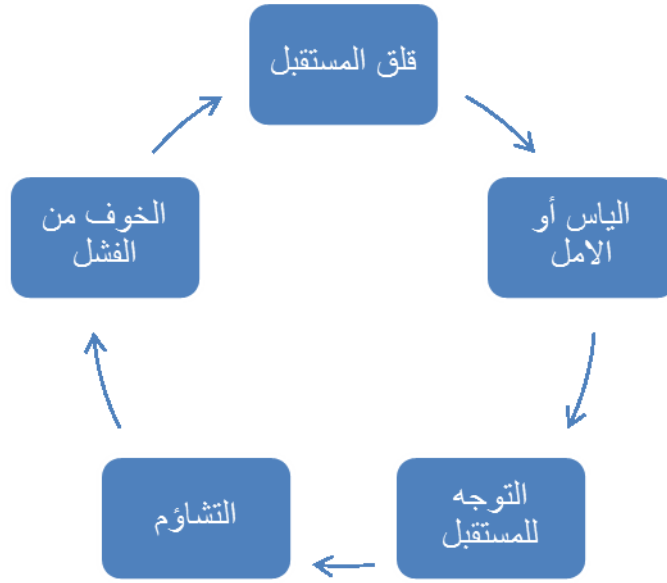 قلق المستقبل
الياس أو
الامل
التوجه
للمستقبل
التشاؤم
الخوف من
الفشل